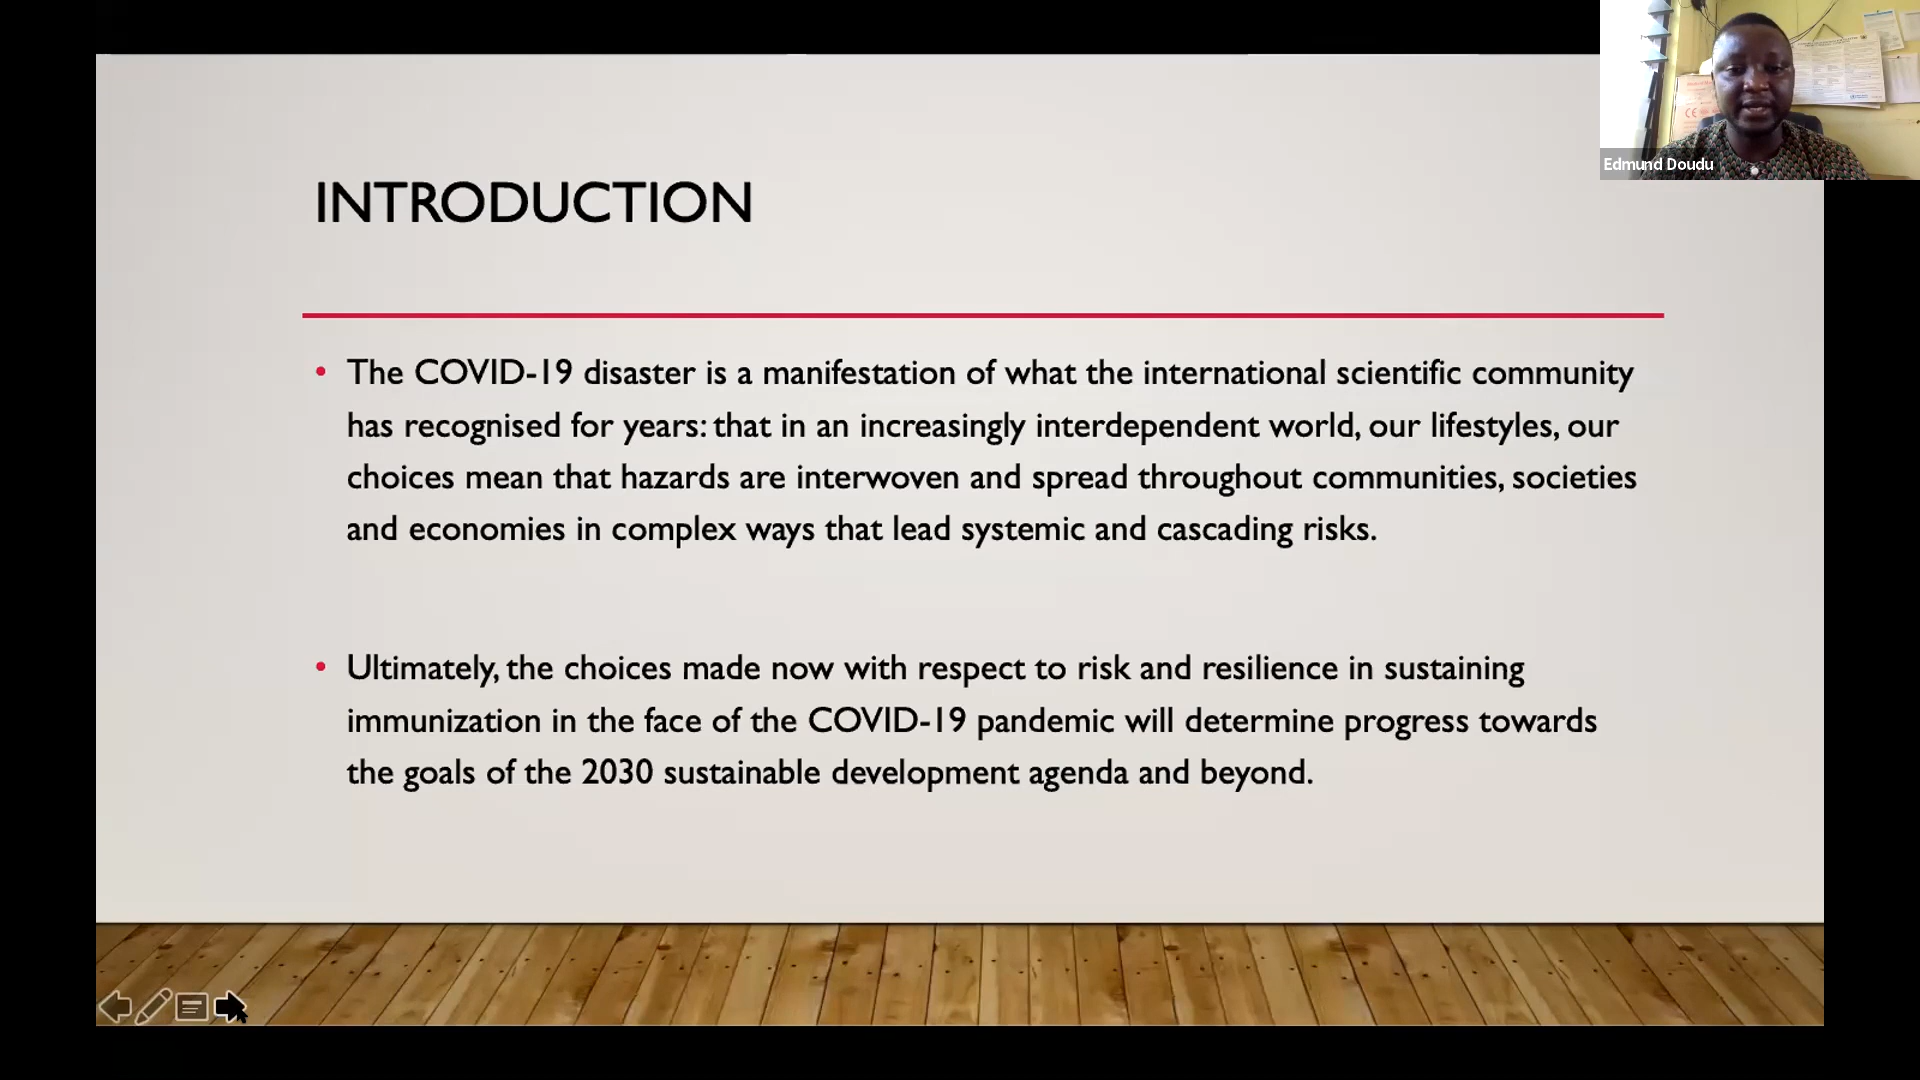 INTRODUCTION
• The COVID-19 disaster is a manifestation of what the international scientific community
has recognised for years: that in an increasingly interdependent world, our lifestyles, our
choices mean that hazards are interwoven and spread throughout communities, societies
and economies in complex ways that lead systemic and cascading risks.
• Ultimately, the choices made now with respect to risk and resilience in sustaining
immunization in the face of the COVID-19 pandemic will determine progress towards
the goals of the 2030 sustainable development agenda and beyond.
Edmund Doudu
CE